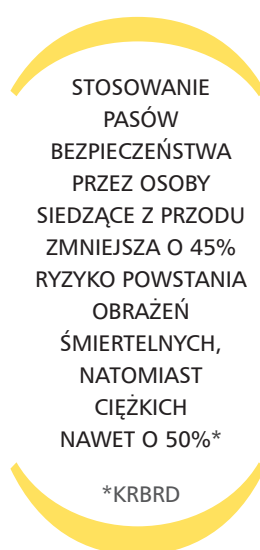 STOSOWANIE
PASÓW
BEZPIECZEŃSTWA
PRZEZ OSOBY
SIEDZĄCE Z PRZODU
ZMNIEJSZA O 45%
RYZYKO POWSTANIA
OBRAŻEŃ
ŚMIERTELNYCH,
NATOMIAST
CIĘŻKICH
NAWET O 50%*
*KRBRD